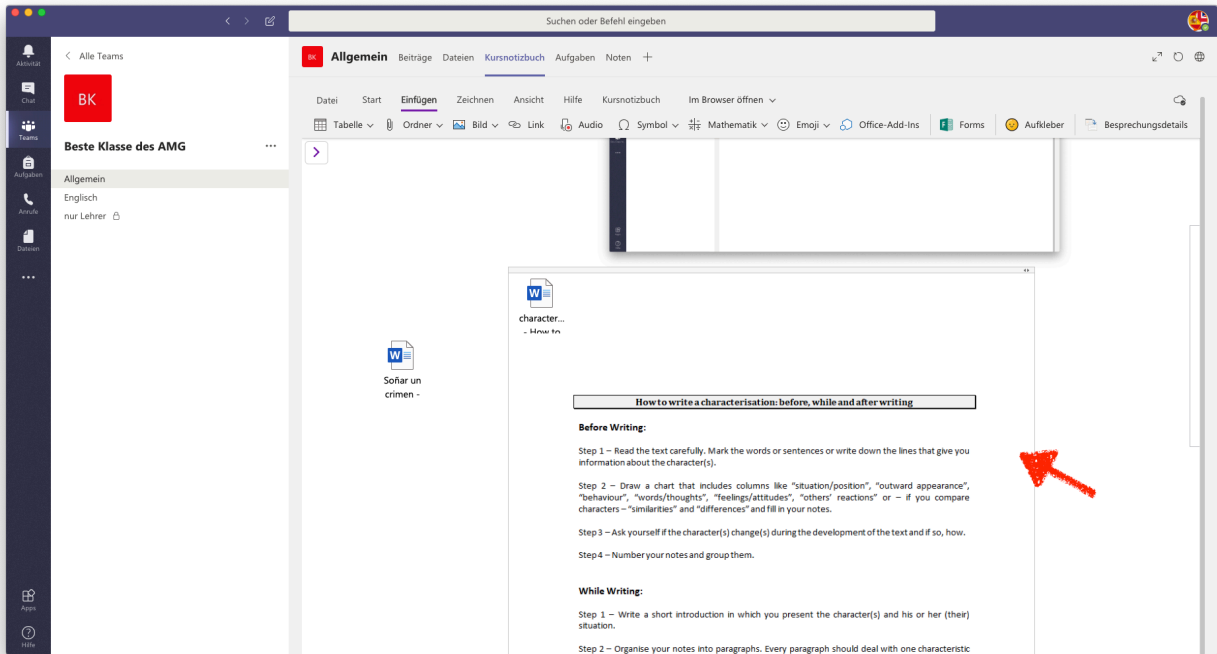 Suchen oder Befehl eingeben
Aktivität
Chat
Teams
Aufgaben
Anrufe
Dateien
Apps
Hilfe
Alle Teams
BK
Beste Klasse des AMG
Allgemein
Englisch
nur Lehrer
BK Allgemein Beiträge Dateien Kursnotizbuch Aufgaben Noten
Datei Start Einfügen Zeichnen Ansicht Hilfe Kursnotizbuch Im Browser öffnen
Tabelle Ordner Bild Link Audio Symbol Mathematik Emoji Office-Add-Ins Forms Aufkleber Besprechungsdetails
character...
- How to
Soñar un
crimen -
How to write a characterisation: before, while and after writing
Before Writing:
Step 1 – Read the text carefully. Mark the words or sentences or write down the lines that give you
information about the character(s).
Step 2 – Draw a chart that includes columns like “situation/position”, “outward appearance”,
“behaviour”, “words/thoughts”, “feelings/attitudes”, “others’ reactions” or – if you compare
characters – “similarities” and “differences” and fill in your notes.
Step 3 – Ask yourself if the character(s) change(s) during the development of the text and if so, how.
Step 4 – Number your notes and group them.
While Writing:
Step 1 – Write a short introduction in which you present the character(s) and his or her (their)
situation.
Step 2 – Organise your notes into paragraphs. Every paragraph should deal with one characteristic